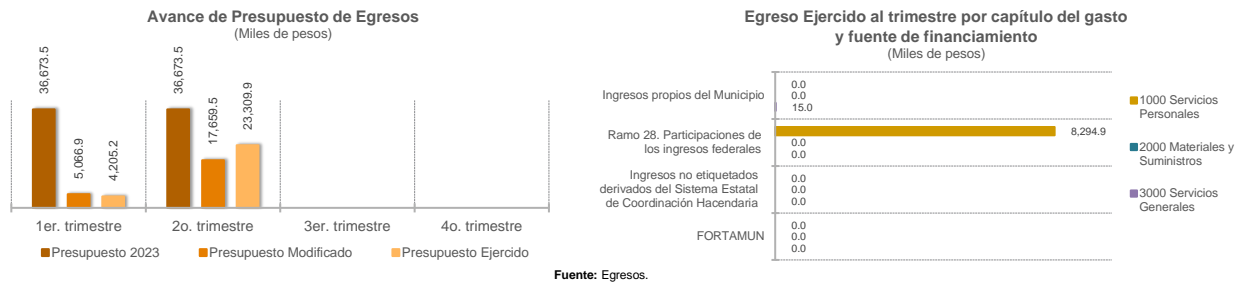 Avance de Presupuesto de Egresos
(Miles de pesos)
36,673.5
5,066.9
4,205.2
36,673.5
17,659.5
23,309.9
1er. trimestre
2o. trimestre
3er. trimestre
4o. trimestre
Presupuesto 2023
Presupuesto Modificado
Presupuesto Ejercido
Egreso Ejercido al trimestre por capítulo del gasto
y fuente de financiamiento
(Miles de pesos)
Ingresos propios del Municipio
0.0
0.0
15.0
Ramo 28. Participaciones de
los ingresos federales
8,294.9
0.0
0.0
Ingresos no etiquetados
derivados del Sistema Estatal
de Coordinación Hacendaria
0.0
0.0
0.0
FORTAMUN
0.0
0.0
0.0
1000 Servicios
Personales
2000 Materiales y
Suministros
3000 Servicios
Generales
Fuente: Egresos.